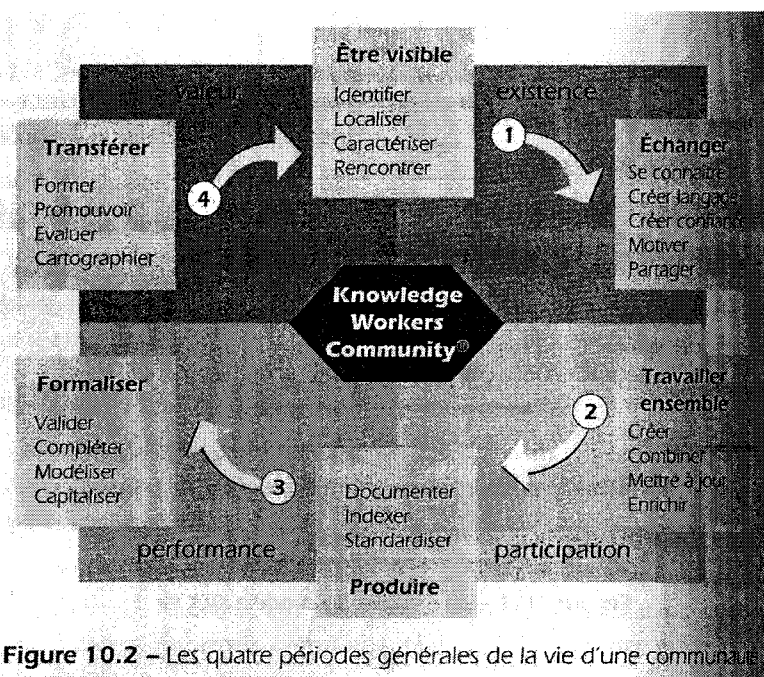 Être visible
Identifier
Localiser
Caractériser
Rencontrer
valeur
existence
1
Échanger
Se connaître
Créer langage
Créer confiance
Motiver
Partager
Transférer
Former
Promouvoir
Evaluer
Cartographier
4
Knowledge
Workers
Community®
Formaliser
Valider
Compléter
Modéliser
Capitaliser
3
Travailler
ensemble
Créer
Combiner
Mettre à jour
Enrichir
2
Documenter
Indexer
Standardiser
Produire
performance
participation
Figure 10.2 – Les quatre périodes générales de la vie d'une communauté